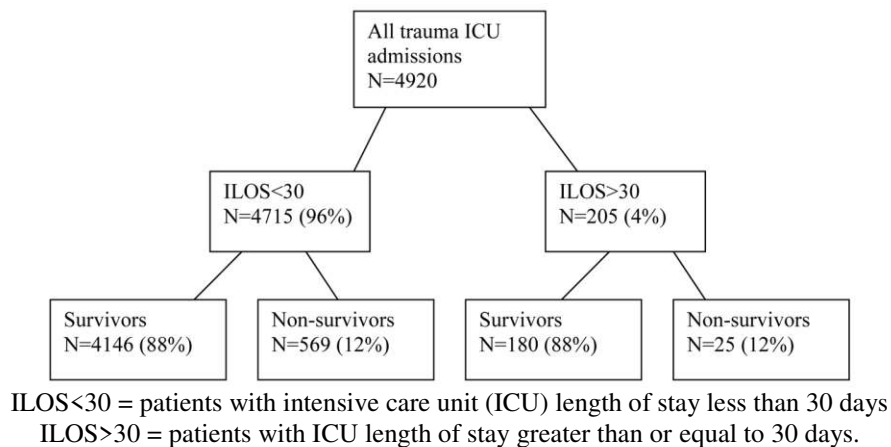 All trauma ICU
admissions
N=4920
ILOS<30
N=4715 (96%)
ILOS>30
N=205 (4%)
Survivors
N=4146 (88%)
Non-survivors
N=569 (12%)
Survivors
N=180 (88%)
Non-survivors
N=25 (12%)
ILOS<30 = patients with intensive care unit (ICU) length of stay less than 30 days
ILOS>30 = patients with ICU length of stay greater than or equal to 30 days.